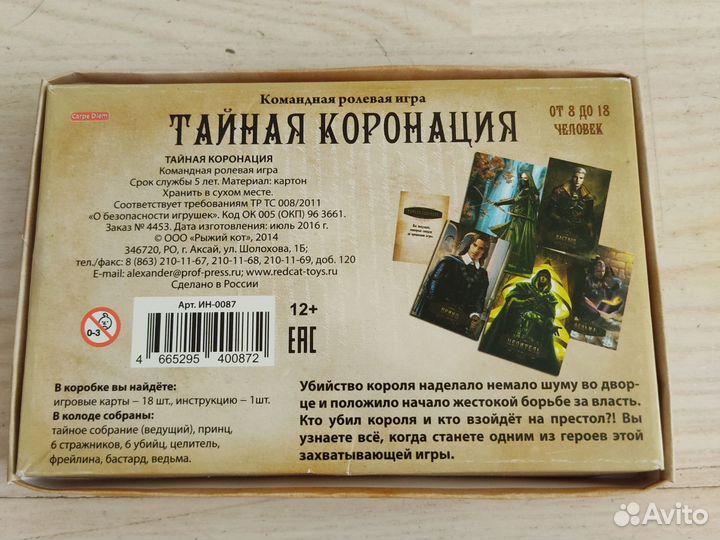 Командная ролевая игра
Carpe Diem
ТАЙНАЯ КОРОНАЦИЯ
ОТ 8 ДО 18
ЧЕЛОВЕК
ТАЙНАЯ КОРОНАЦИЯ
Командная ролевая игра
Срок службы 5 лет. Материал: картон
Хранить в сухом месте.
Соответствует требованиям ТР ТС 008/2011
«О безопасности игрушек». Код ОК 005 (ОКП) 96 3661.
Заказ № 4453. Дата изготовления: июль 2016 г.
© ООО «Рыжий кот», 2014
346720, РО, г. Аксай, ул. Шолохова, 1Б;
тел./факс: 8 (863) 210-11-67, 210-11-68, 210-11-69, доб. 120
E-mail: alexander@prof-press.ru; www.redcat-toys.ru
Сделано в России
БАСТАРД
ПРИНЦ
ЦЕЛИТЕЛЬ
ВЕДЬМА
Арт. ИН-0087
0-3
4 665295 400872
12+
EAC
В коробке вы найдёте:
игровые карты – 18 шт., инструкцию – 1шт.
В колоде собраны:
тайное собрание (ведущий), принц,
6 стражников, 6 убийц, целитель,
фрейлина, бастард, ведьма.
Убийство короля наделало немало шуму во двор-
це и положило начало жестокой борьбе за власть.
Кто убил короля и кто взойдёт на престол?! Вы
узнаете всё, когда станете одним из героев этой
захватывающей игры.
Avito